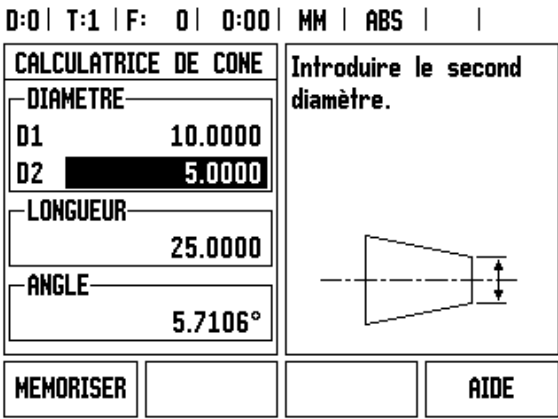 D:0 | T:1 | F: 0 | 0:00 | MM | ABS | |
CALCULATRICE DE CONE
DIAMETRE
D1 10.0000
D2 5.0000
LONGUEUR
25.0000
ANGLE
5.7106°
Introduire le second
diamètre.
MEMORISER
AIDE